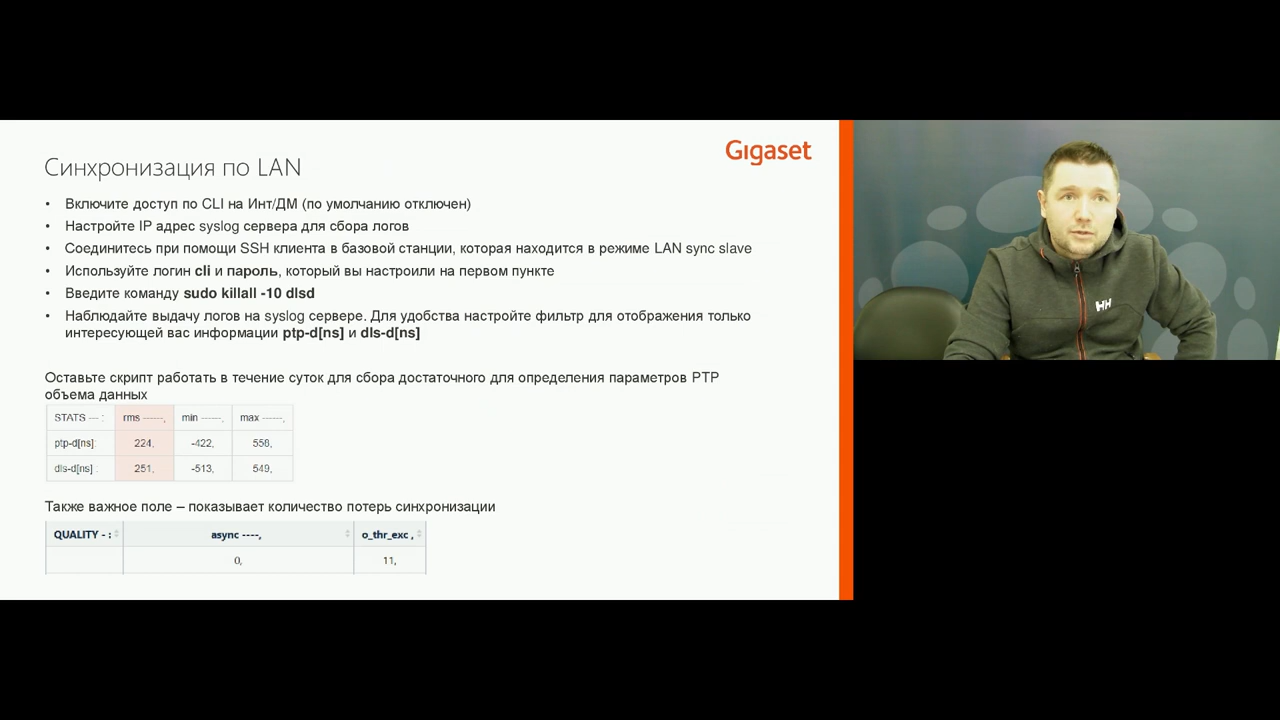 Gigaset
Синхронизация по LAN
• Включите доступ по CLI на Инт/ДМ (по умолчанию отключен)
• Настройте IP адрес syslog сервера для сбора логов
• Соединитесь при помощи SSH клиента в базовой станции, которая находится в режиме LAN sync slave
• Используйте логин cli и пароль, который вы настроили на первом пункте
• Введите команду sudo killall -10 dlsd
• Наблюдайте выдачу логов на syslog сервере. Для удобства настройте фильтр для отображения только
интересующей вас информации ptp-d[ns] и dls-d[ns]
Оставьте скрипт работать в течение суток для сбора достаточного для определения параметров PTP
объема данных
STATS --- : rms ------, min ------, max ------,
ptp-d[ns]: 224, -422, 558,
dls-d[ns] : 251, -513, 549,
Также важное поле – показывает количество потерь синхронизации
QUALITY - : async ----, o_thr_exc ,
0, 11,
HH